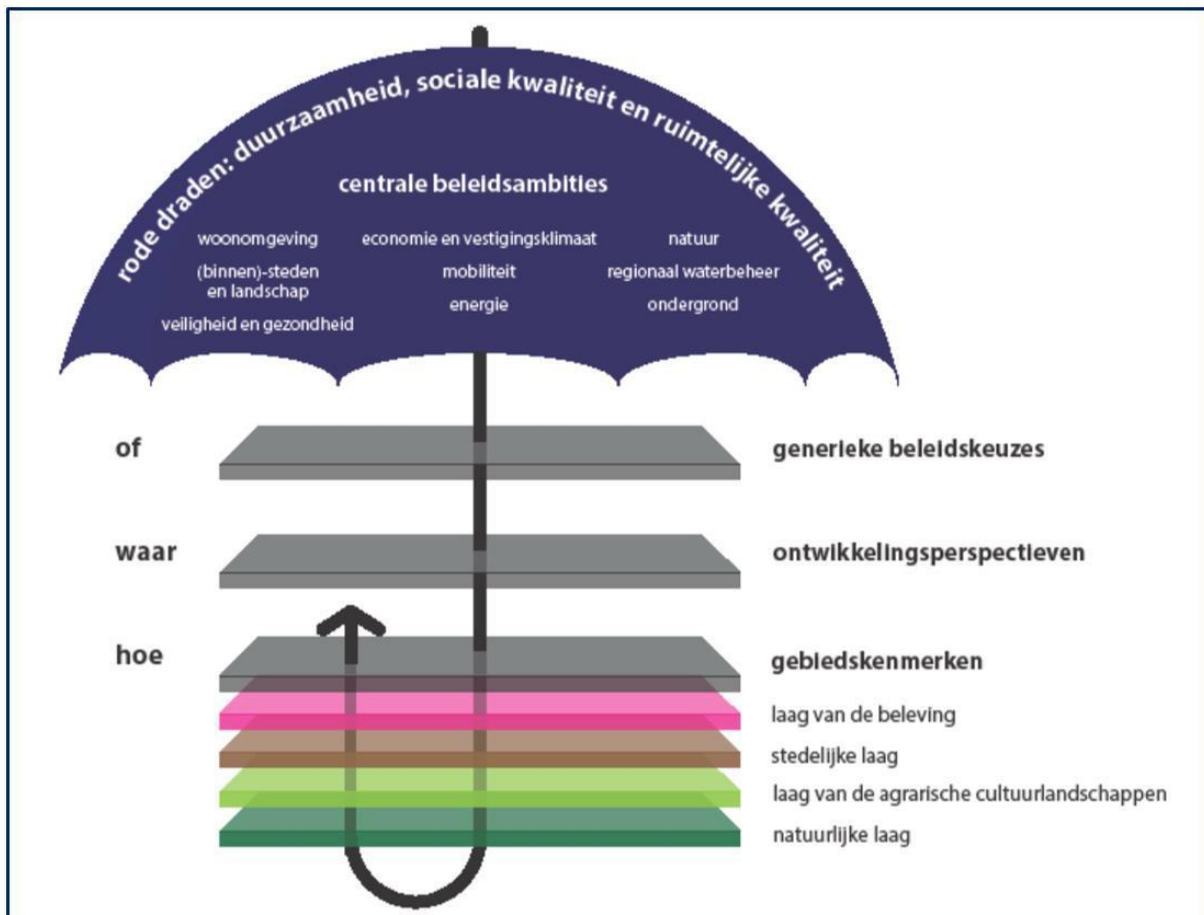 rode draden: duurzaamheid, sociale kwaliteit en ruimtelijke kwaliteit
centrale beleidsambities
woonomgeving
(binnen)-steden
en landschap
veiligheid en gezondheid
economie en vestigingsklimaat
mobiliteit
energie
natuur
regionaal waterbeheer
ondergrond
of
generieke beleidskeuzes
waar
ontwikkelingsperspectieven
hoe
gebiedskenmerken
laag van de beleving
stedelijke laag
laag van de agrarische cultuurlandschappen
natuurlijke laag